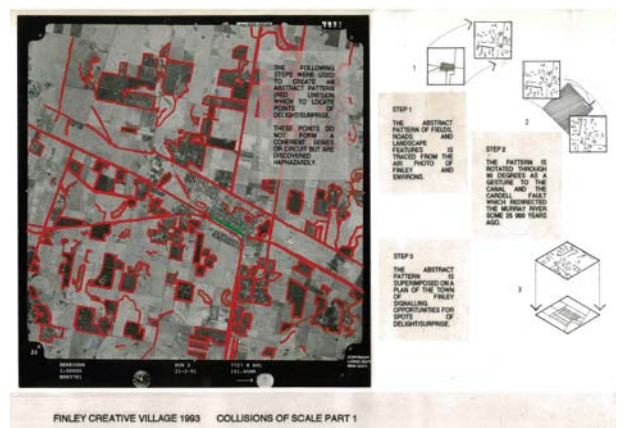 THE FOLLOWING
STEPS WERE USED
TO CREATE AN
ABSTRACT PATTERN
(RED LINES) ON
WHICH TO LOCATE
POINTS OF
DELIGHT/SURPRISE.
THESE POINTS DO
NOT FORM A
COHERENT SERIES
OR CIRCUIT BUT ARE
DISCOVERED
HAPHAZARDLY.
1
STEP 1
THE ABSTRACT
PATTERN OF FIELDS,
ROADS AND
LANDSCAPE
FEATURES IS
TRACED FROM THE
AIR PHOTO OF
FINLEY AND
ENVIRONS.
2
STEP 2
THE PATTERN IS
ROTATED THROUGH
90 DEGREES AS A
GESTURE TO THE
CANAL AND THE
CARDELL FAULT
WHICH REDIRECTED
THE MURRAY RIVER
SOME 25 000 YEARS
AGO.
STEP 3
THE ABSTRACT
PATTERN IS
SUPERIMPOSED ON A
PLAN OF THE TOWN
OF FINLEY
SIGNALLING
OPPORTUNITIES FOR
SPOTS OF
DELIGHT/SURPRISE.
3
BERRIGAN
1:50000
RUN 2
FINLEY CREATIVE VILLAGE 1993 COLLISIONS OF SCALE PART 1